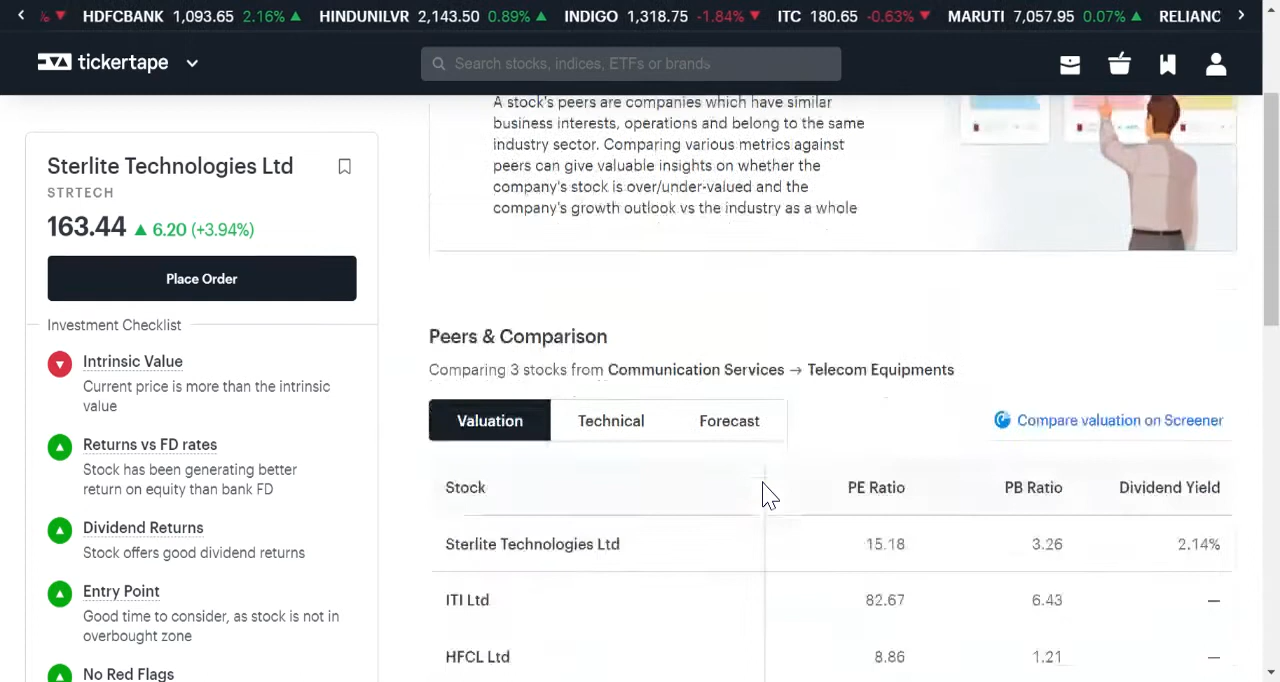 HDFCBANK 1,093.65 2.16% ▲ HINDUNILVR 2,143.50 0.89% ▲ INDIGO 1,318.75 -1.84% ▼ ITC 180.65 -0.63% ▼ MARUTI 7,057.95 0.07% ▲ RELIANC
tickertape
Search stocks, indices, ETFs or brands
Sterlite Technologies Ltd
STRTECH
163.44 ▲ 6.20 (+3.94%)
Place Order
Investment Checklist
Intrinsic Value
Current price is more than the intrinsic
value
Returns vs FD rates
Stock has been generating better
return on equity than bank FD
Dividend Returns
Stock offers good dividend returns
Entry Point
Good time to consider, as stock is not in
overbought zone
No Red Flags
A stock's peers are companies which have similar
business interests, operations and belong to the same
industry sector. Comparing various metrics against
peers can give valuable insights on whether the
company's stock is over/under-valued and the
company's growth outlook vs the industry as a whole
Peers & Comparison
Comparing 3 stocks from Communication Services → Telecom Equipments
Valuation Technical Forecast Compare valuation on Screener
Stock PE Ratio PB Ratio Dividend Yield
Sterlite Technologies Ltd 15.18 3.26 2.14%
ITI Ltd 82.67 6.43 —
HFCL Ltd 8.86 1.21 —